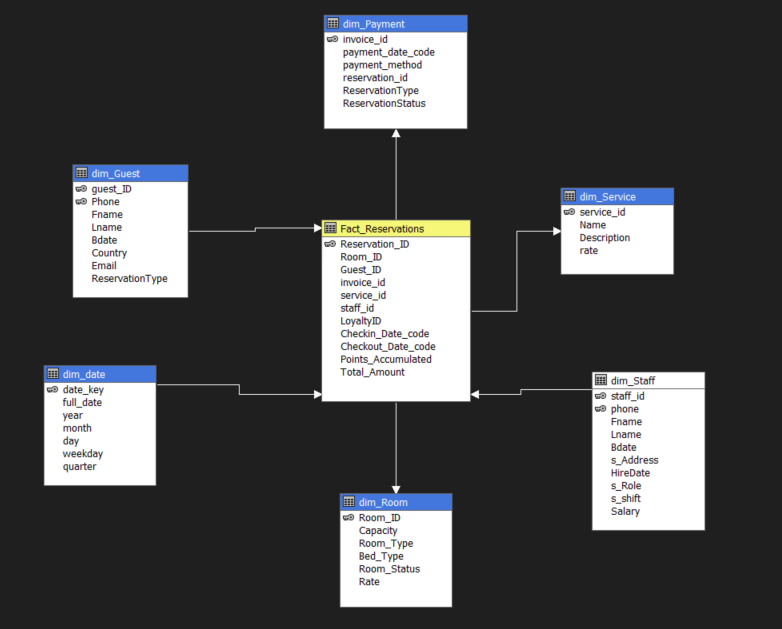 dim_Payment
invoice_id
payment_date_code
payment_method
reservation_id
ReservationType
ReservationStatus
dim_Guest
guest_ID
Phone
Fname
Lname
Bdate
Country
Email
ReservationType
Fact_Reservations
Reservation_ID
Room_ID
Guest_ID
invoice_id
service_id
staff_id
LoyaltyID
Checkin_Date_code
Checkout_Date_code
Points_Accumulated
Total_Amount
dim_Service
service_id
Name
Description
rate
dim_date
date_key
full_date
year
month
day
weekday
quarter
dim_Staff
staff_id
phone
Fname
Lname
Bdate
s_Address
HireDate
s_Role
s_shift
Salary
dim_Room
Room_ID
Capacity
Room_Type
Bed_Type
Room_Status
Rate